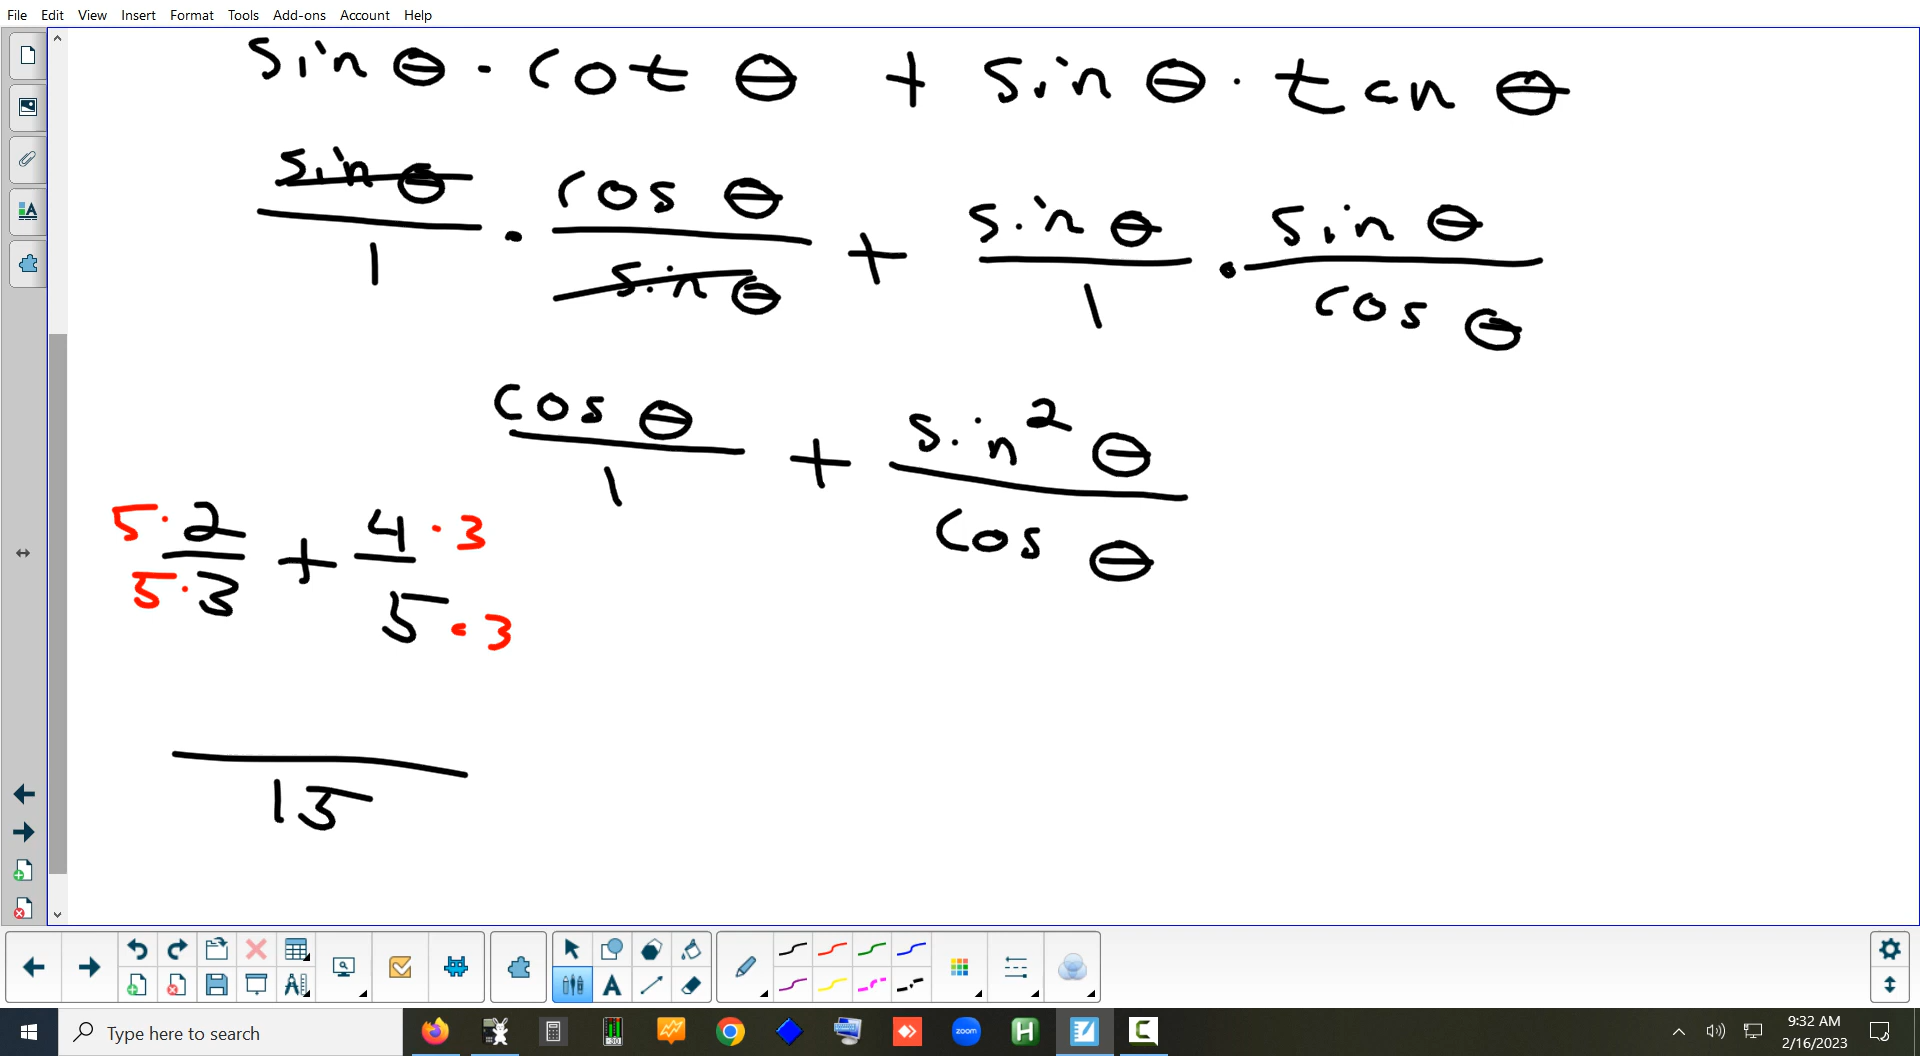 File Edit View Insert Format Tools Add-ons Account Help
sin θ · cot θ + sin θ · tan θ
sin θ / 1 · cos θ / sin θ + sin θ / 1 · sin θ / cos θ
cos θ / 1 + sin² θ / cos θ
5 · 2 / 5 · 3 + 4 · 3 / 5 · 3
15
Type here to search
zoom
H
C
9:32 AM
2/16/2023